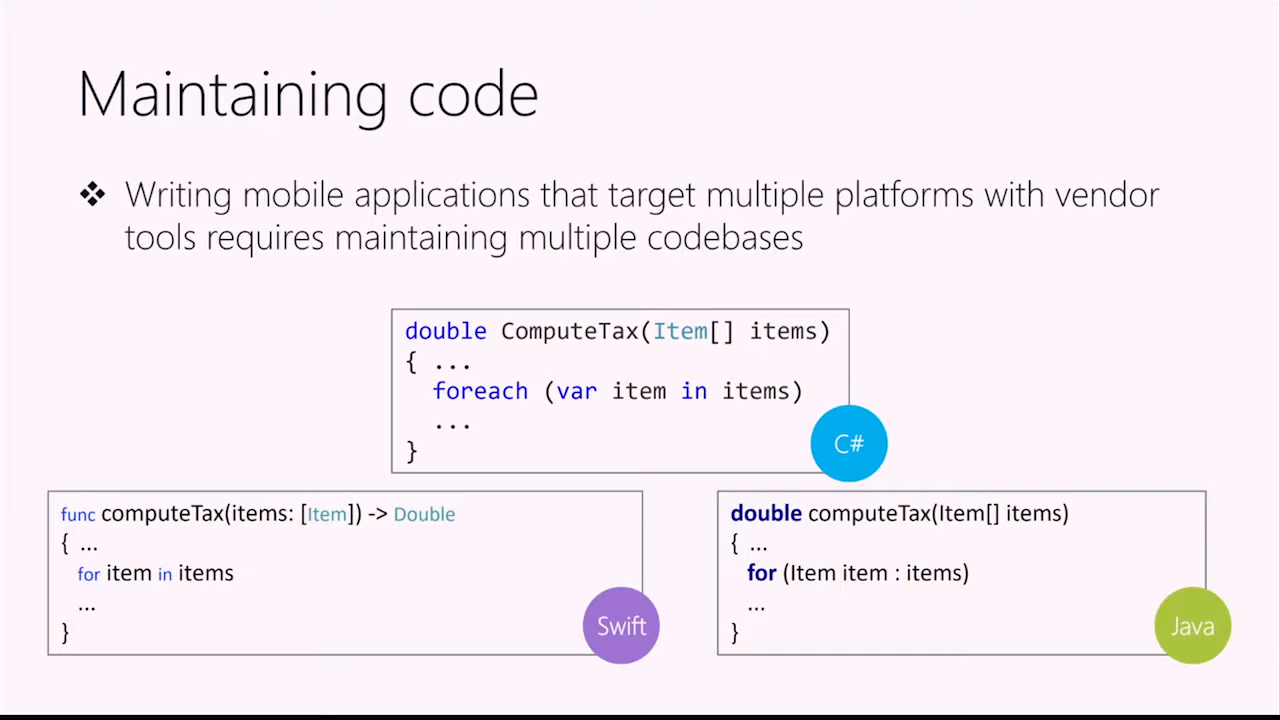 Maintaining code
❖ Writing mobile applications that target multiple platforms with vendor
tools requires maintaining multiple codebases
double ComputeTax(Item[] items)
{ ...
foreach (var item in items)
...
}
C#
func computeTax(items: [Item]) -> Double
{ ...
for item in items
...
}
Swift
double computeTax(Item[] items)
{ ...
for (Item item : items)
...
}
Java